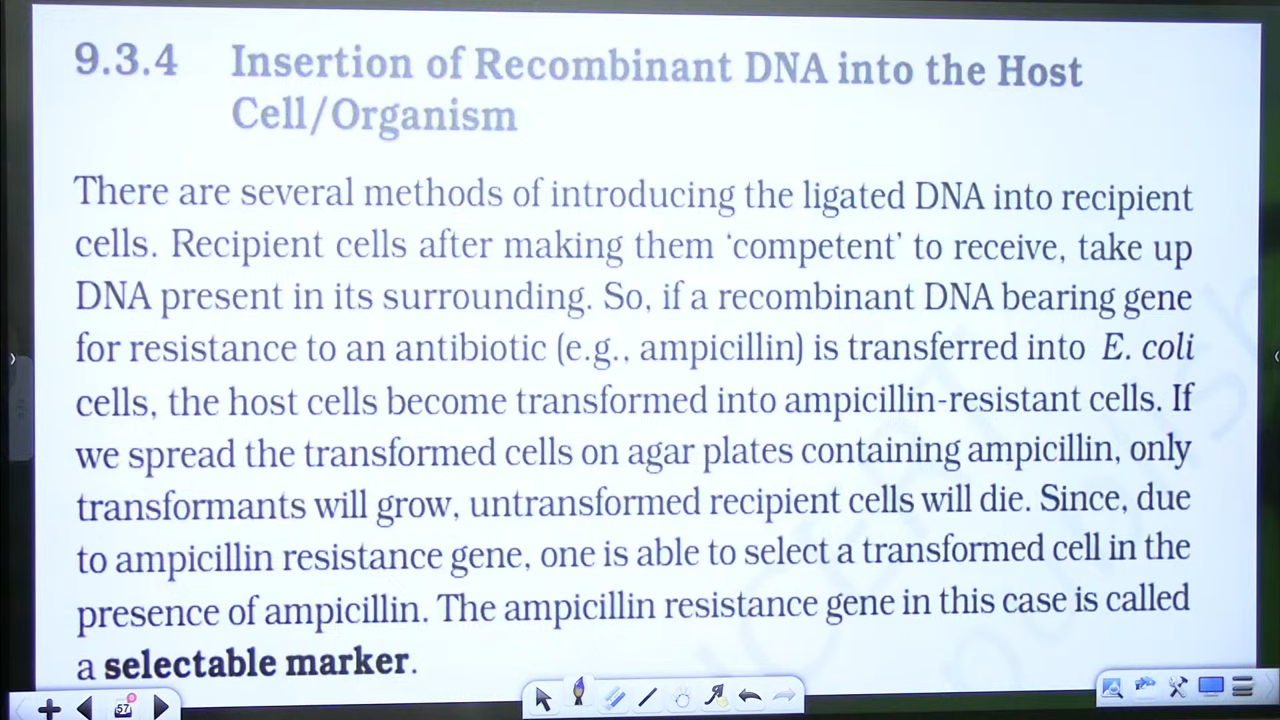 9.3.4 Insertion of Recombinant DNA into the Host
Cell/Organism
There are several methods of introducing the ligated DNA into recipient
cells. Recipient cells after making them ‘competent’ to receive, take up
DNA present in its surrounding. So, if a recombinant DNA bearing gene
for resistance to an antibiotic (e.g., ampicillin) is transferred into E. coli
cells, the host cells become transformed into ampicillin-resistant cells. If
we spread the transformed cells on agar plates containing ampicillin, only
transformants will grow, untransformed recipient cells will die. Since, due
to ampicillin resistance gene, one is able to select a transformed cell in the
presence of ampicillin. The ampicillin resistance gene in this case is called
a selectable marker.
57